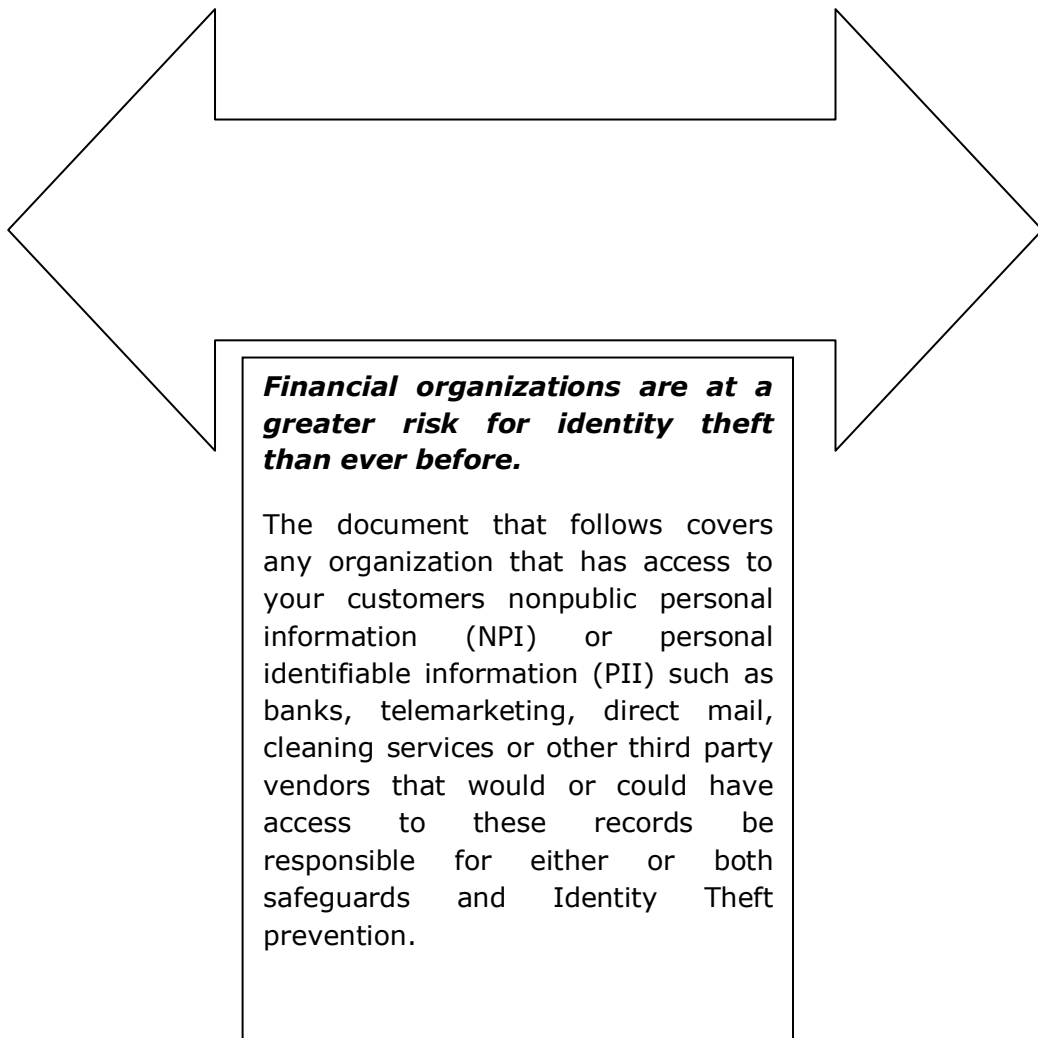 Financial organizations are at a
greater risk for identity theft
than ever before.
The document that follows covers
any organization that has access to
your customers nonpublic personal
information (NPI) or personal
identifiable information (PII) such as
banks, telemarketing, direct mail,
cleaning services or other third party
vendors that would or could have
access to these records be
responsible for either or both
safeguards and Identity Theft
prevention.